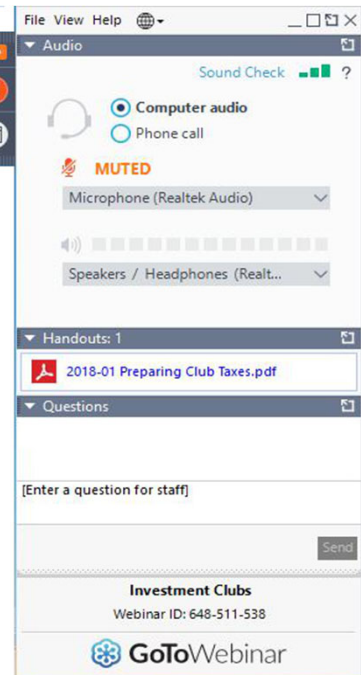 File View Help
Audio
Sound Check ?
Computer audio
Phone call
MUTED
Microphone (Realtek Audio)
Speakers / Headphones (Realt...
Handouts: 1
2018-01 Preparing Club Taxes.pdf
Questions
[Enter a question for staff]
Send
Investment Clubs
Webinar ID: 648-511-538
GoToWebinar